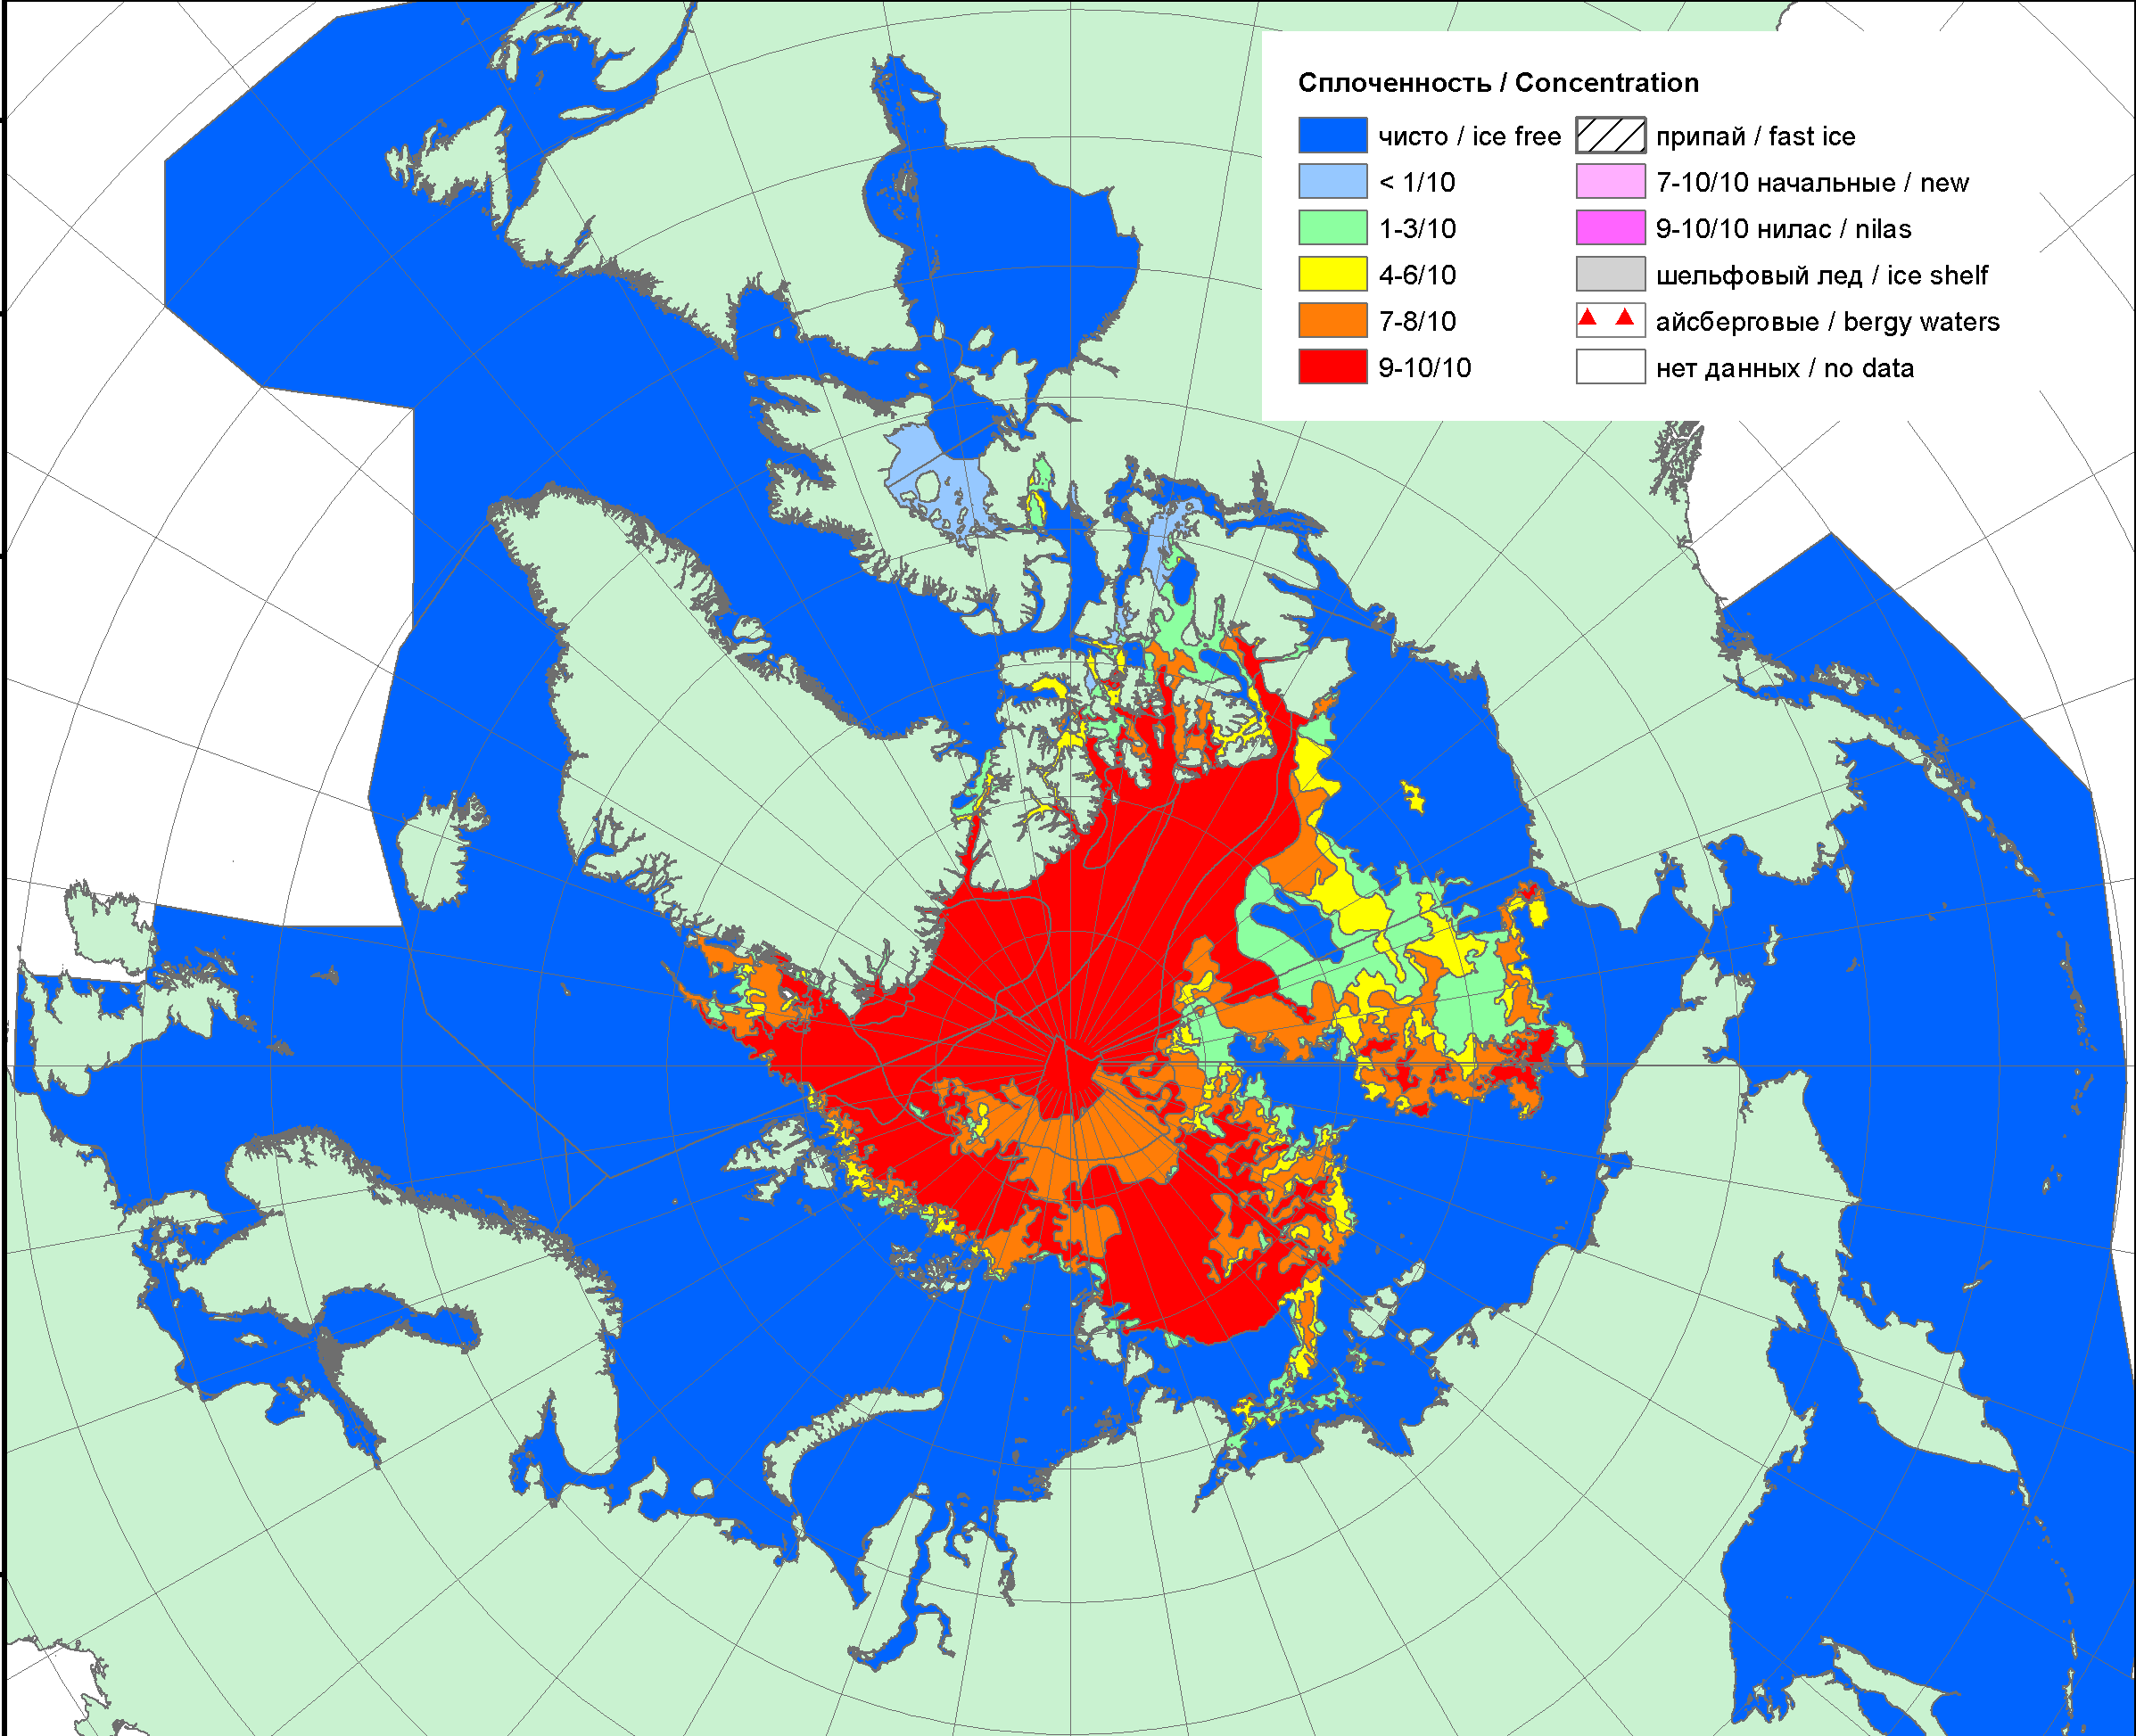 Сплоченность / Concentration
чисто / ice free
< 1/10
1-3/10
4-6/10
7-8/10
9-10/10
припай / fast ice
7-10/10 начальные / new
9-10/10 нилас / nilas
шельфовый лед / ice shelf
айсберговые / bergy waters
нет данных / no data